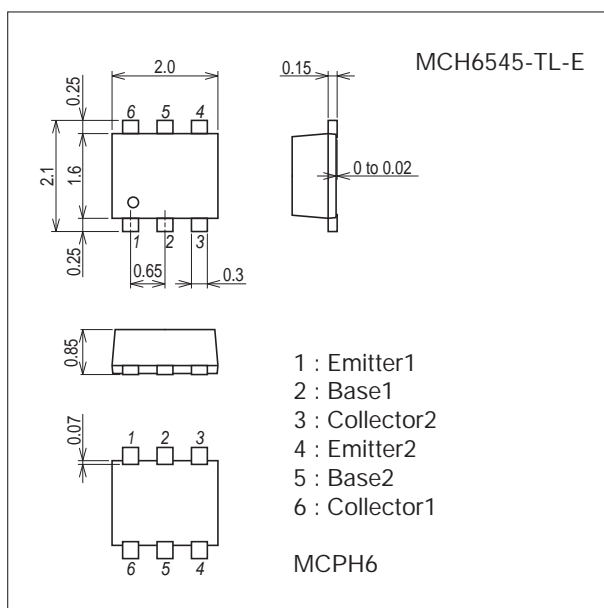 MCH6545-TL-E
2.0
0.15
0.25
6 5 4
2.1
1.6
0 to 0.02
0.25
1 2 3
0.65
0.3
0.85
1 : Emitter1
2 : Base1
3 : Collector2
4 : Emitter2
5 : Base2
6 : Collector1
0.07
1 2 3
6 5 4
MCPH6